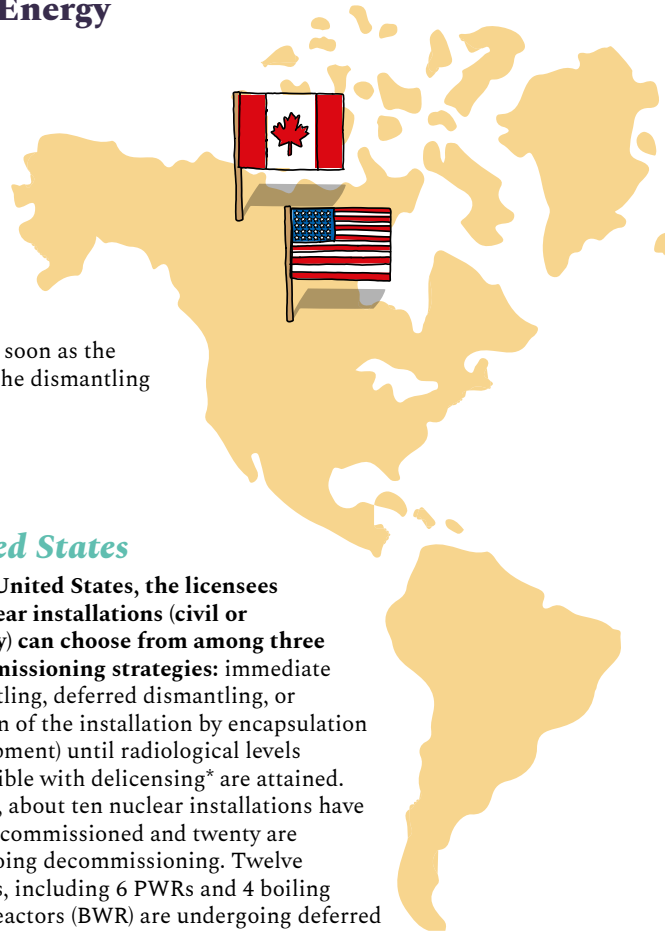 Energy
soon as the
he dismantling
ed States
United States, the licensees
ear installations (civil or
y) can choose from among three
missioning strategies: immediate
tling, deferred dismantling, or
n of the installation by encapsulation
pment) until radiological levels
ible with delicensing* are attained.
, about ten nuclear installations have
commissioned and twenty are
oing decommissioning. Twelve
s, including 6 PWRs and 4 boiling
eactors (BWR) are undergoing deferred